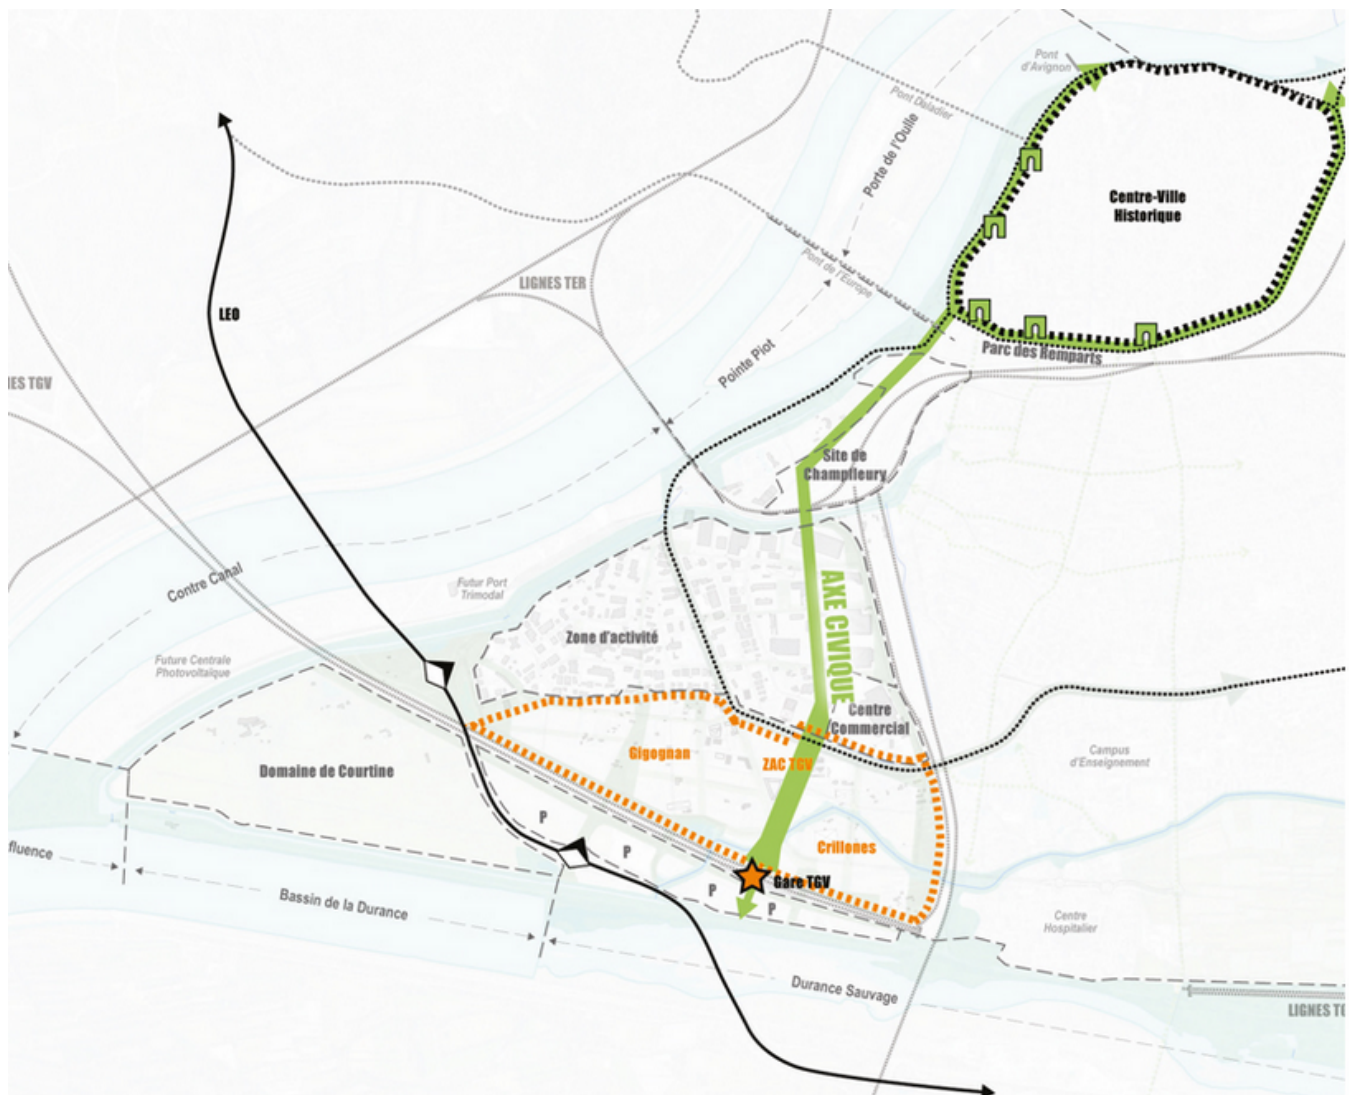 Pont
d'Avignon
Pont Daladier
Porte de l'Oulle
Centre-Ville
Historique
Pont de l'Europe
LIGNES TER
LEO
Pointe Piot
Parc des Remparts
ES TGV
Site de
Champfleury
Contre Canal
Futur Port
Trimodal
AXE CIVIQUE
Zone d'activité
Future Centrale
Photovoltaïque
Centre
Commercial
Gigognan
ZAC TGV
Campus
d'Enseignement
Domaine de Courtine
P
P
Crillones
fluence
P
Gare TGV
P
Bassin de la Durance
Centre
Hospitalier
Durance Sauvage
LIGNES TG